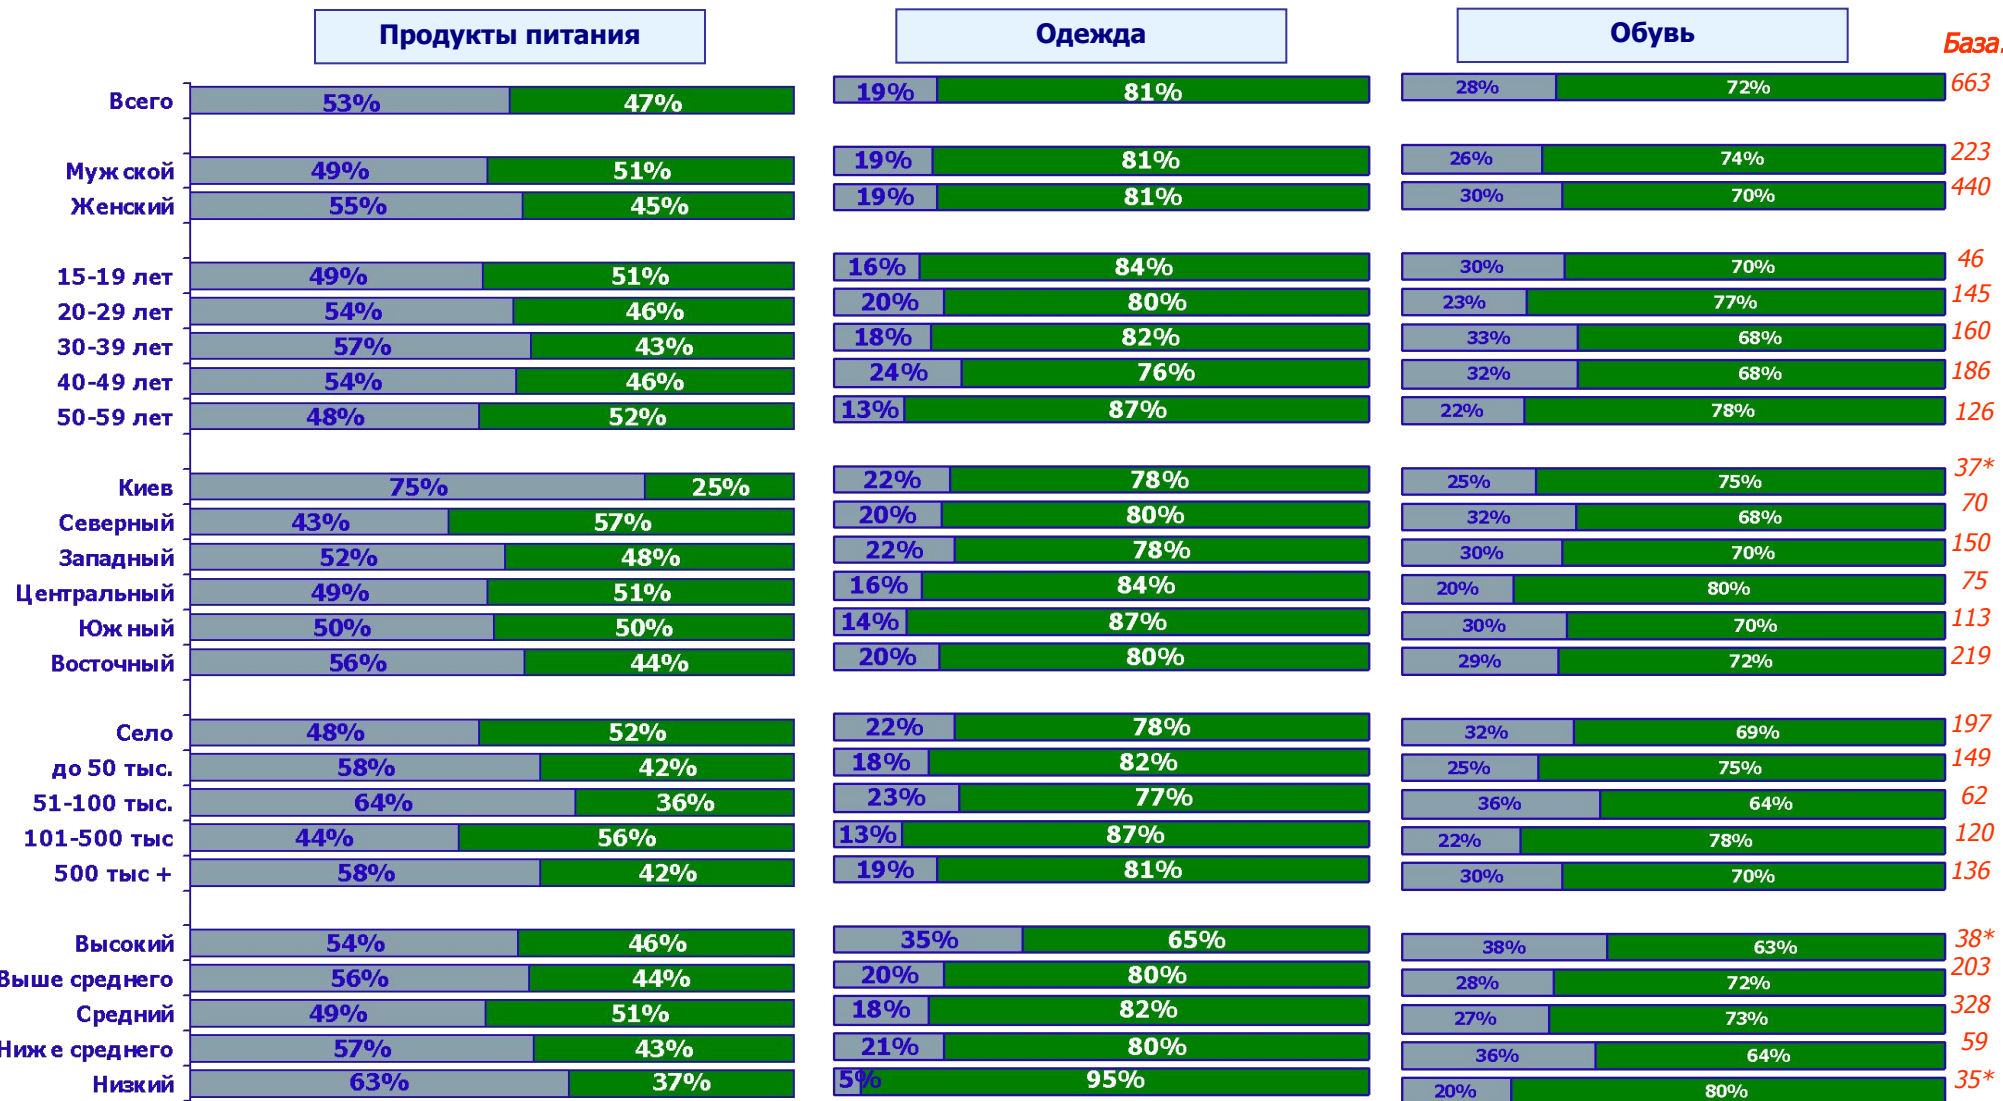 Продукты питания Одежда Обувь База.
Всего 53% 47% 19% 81% 28% 72% 663
Мужской 49% 51% 19% 81% 26% 74% 223
Женский 55% 45% 19% 81% 30% 70% 440
15-19 лет 49% 51% 16% 84% 30% 70% 46
20-29 лет 54% 46% 20% 80% 23% 77% 145
30-39 лет 57% 43% 18% 82% 33% 68% 160
40-49 лет 54% 46% 24% 76% 32% 68% 186
50-59 лет 48% 52% 13% 87% 22% 78% 126
Киев 75% 25% 22% 78% 25% 75% 37*
Северный 43% 57% 20% 80% 32% 68% 70
Западный 52% 48% 22% 78% 30% 70% 150
Центральный 49% 51% 16% 84% 20% 80% 75
Южный 50% 50% 14% 87% 30% 70% 113
Восточный 56% 44% 20% 80% 29% 72% 219
Село 48% 52% 22% 78% 32% 69% 197
до 50 тыс. 58% 42% 18% 82% 25% 75% 149
51-100 тыс. 64% 36% 23% 77% 36% 64% 62
101-500 тыс 44% 56% 13% 87% 22% 78% 120
500 тыс + 58% 42% 19% 81% 30% 70% 136
Высокий 54% 46% 35% 65% 38% 63% 38*
Выше среднего 56% 44% 20% 80% 28% 72% 203
Средний 49% 51% 18% 82% 27% 73% 328
Ниже среднего 57% 43% 21% 80% 36% 64% 59
Низкий 63% 37% 5% 95% 20% 80% 35*